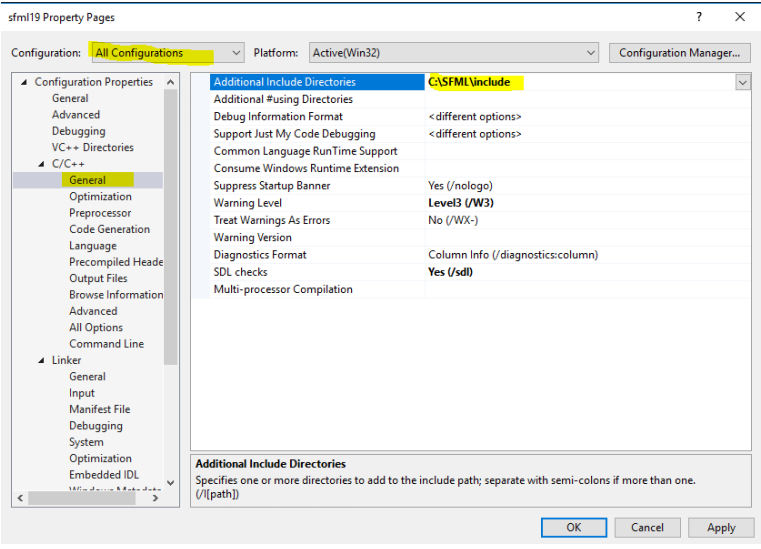 sfml19 Property Pages
Configuration: All Configurations Platform: Active(Win32) Configuration Manager...
Configuration Properties
General
Advanced
Debugging
VC++ Directories
C/C++
General
Optimization
Preprocessor
Code Generation
Language
Precompiled Heade
Output Files
Browse Information
Advanced
All Options
Command Line
Linker
General
Input
Manifest File
Debugging
System
Optimization
Embedded IDL
Windows Metadata
Additional Include Directories C:\SFML\include
Additional #using Directories
Debug Information Format <different options>
Support Just My Code Debugging <different options>
Common Language RunTime Support
Consume Windows Runtime Extension
Suppress Startup Banner Yes (/nologo)
Warning Level Level3 (/W3)
Treat Warnings As Errors No (/WX-)
Warning Version
Diagnostics Format Column Info (/diagnostics:column)
SDL checks Yes (/sdl)
Multi-processor Compilation
Additional Include Directories
Specifies one or more directories to add to the include path; separate with semi-colons if more than one.
(/I[path])
OK Cancel Apply